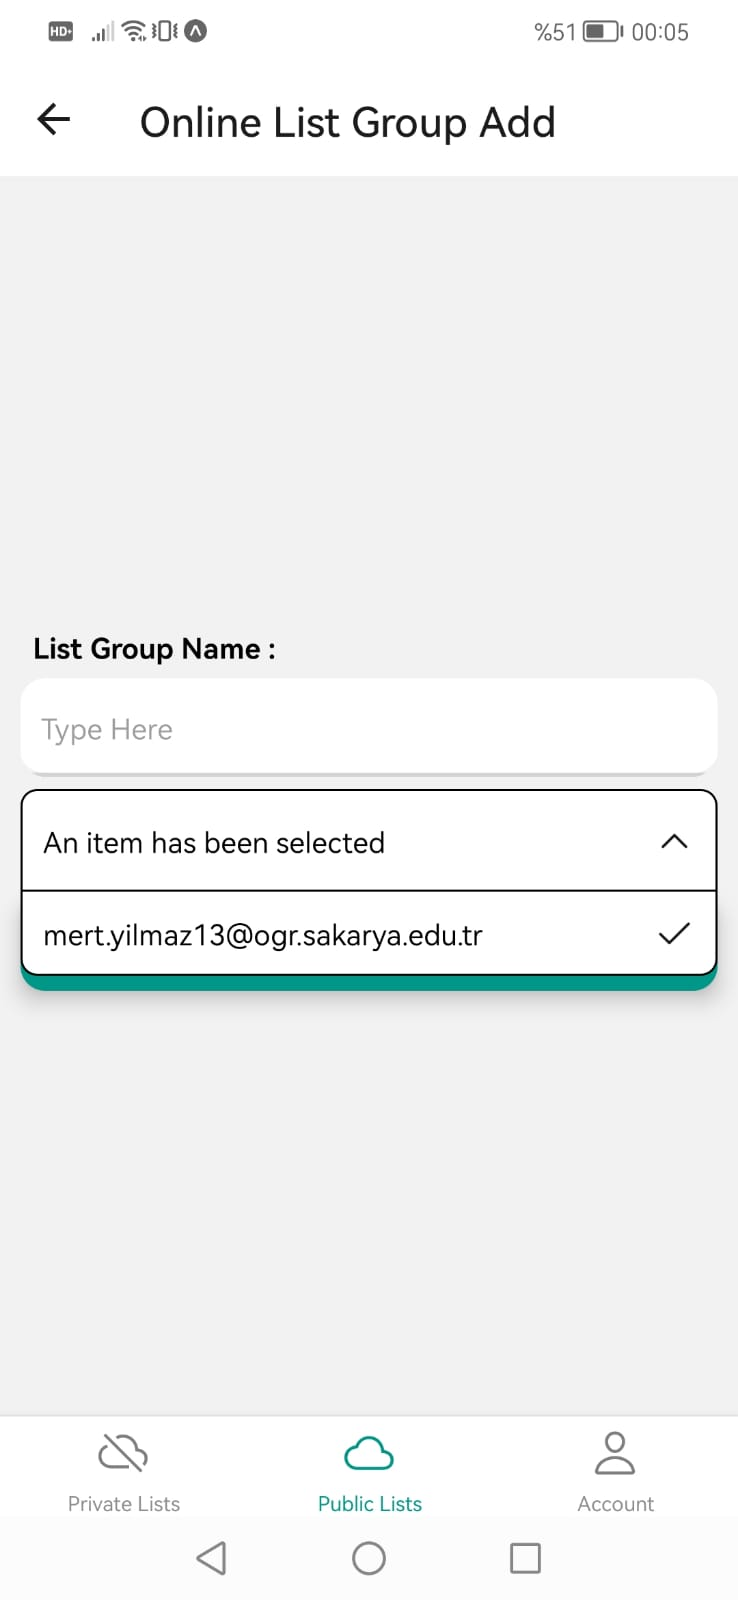 HD+ %51 00:05
Online List Group Add
List Group Name :
Type Here
An item has been selected
mert.yilmaz13@ogr.sakarya.edu.tr
Private Lists Public Lists Account